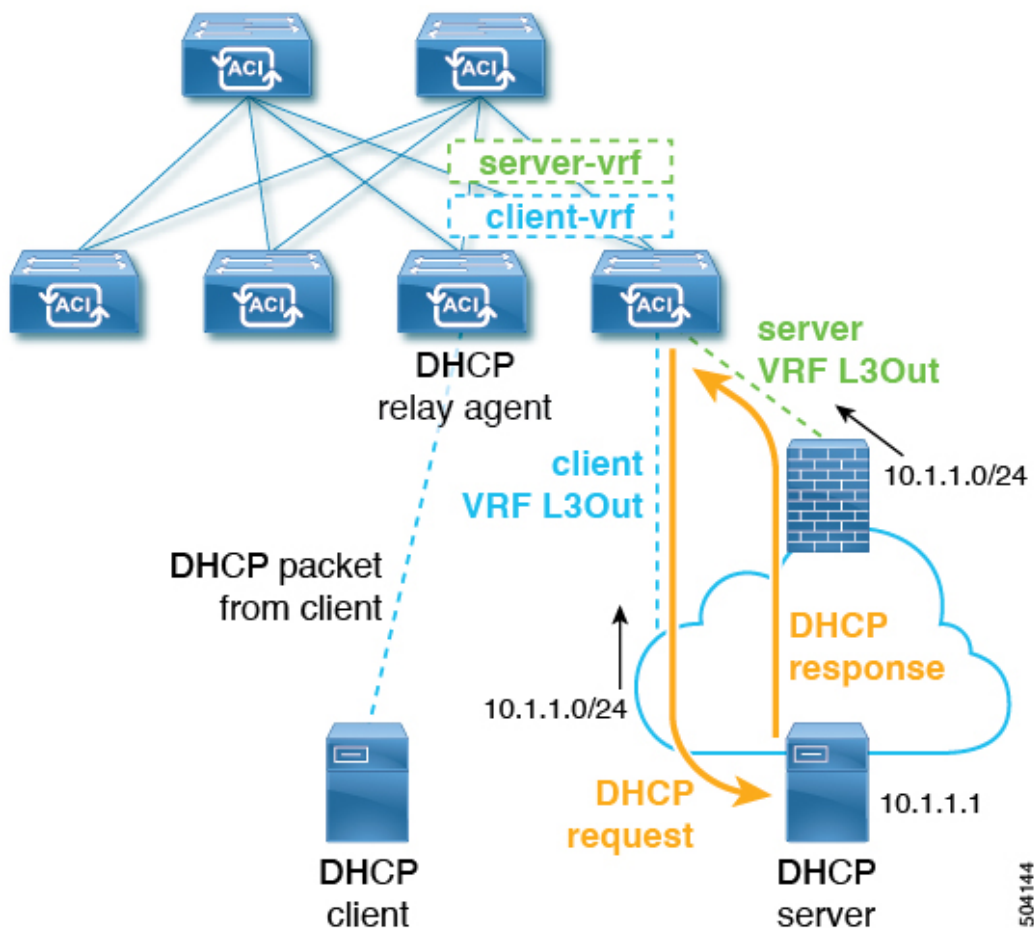 ACI
ACI
server-vrf
client-vrf
ACI
ACI
ACI
ACI
DHCP
relay agent
server
VRF L3Out
client
VRF L3Out
10.1.1.0/24
DHCP packet
from client
DHCP
response
10.1.1.0/24
DHCP
request
10.1.1.1
DHCP
client
DHCP
server
504144